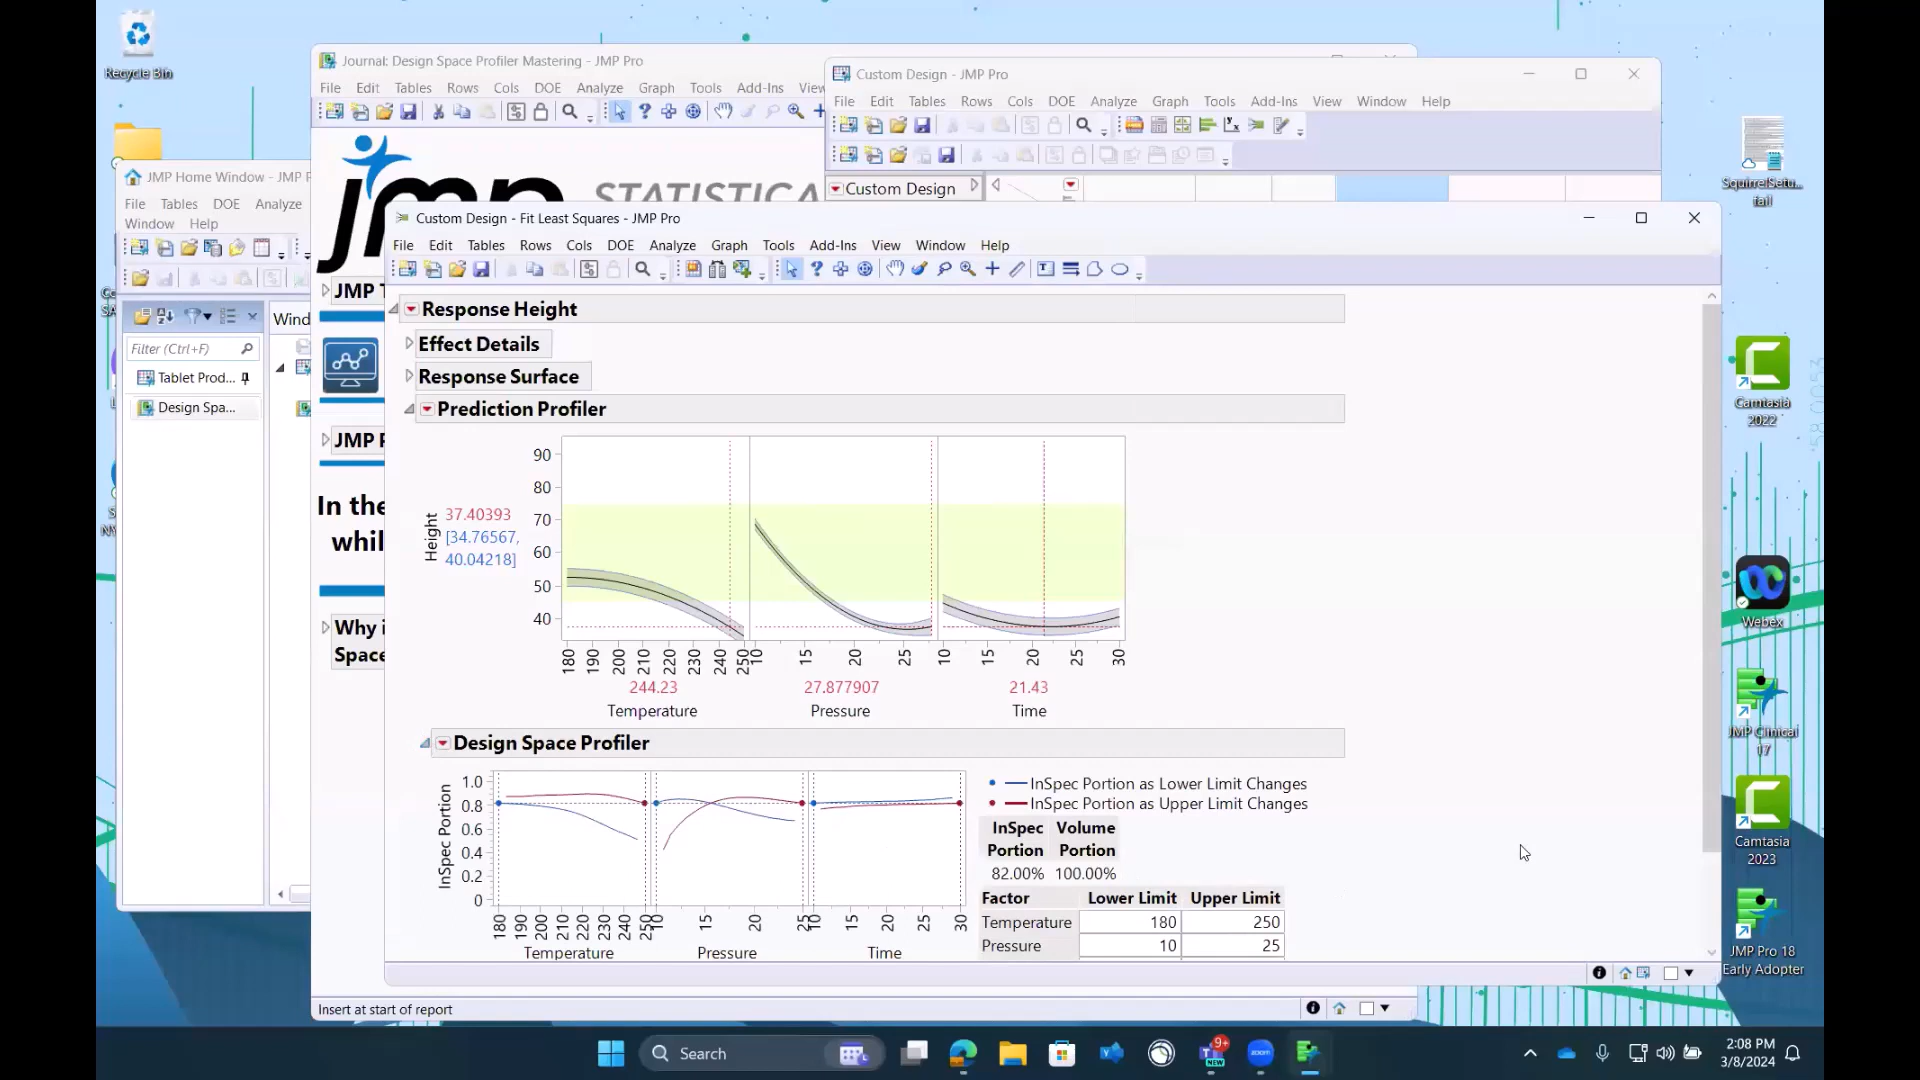 Recycle Bin
Journal: Design Space Profiler Mastering - JMP Pro
File Edit Tables Rows Cols DOE Analyze Graph Tools Add-Ins View
Custom Design - JMP Pro
File Edit Tables Rows Cols DOE Analyze Graph Tools Add-Ins View Window Help
Custom Design
jmp STATISTICA
JMP Home Window - JMP P
File Tables DOE Analyze
Window Help
Wind
Filter (Ctrl+F)
Tablet Prod...
Design Spa...
JMP T
JMP F
In the
whil
Why i
Space
Insert at start of report
Custom Design - Fit Least Squares - JMP Pro
File Edit Tables Rows Cols DOE Analyze Graph Tools Add-Ins View Window Help
Response Height
Effect Details
Response Surface
Prediction Profiler
Height
37.40393
[34.76567,
40.04218]
90
80
70
60
50
40
180 190 200 210 220 230 240 250 10 15 20 25 10 15 20 25 30
244.23 27.877907 21.43
Temperature Pressure Time
Design Space Profiler
InSpec Portion
1.0
0.8
0.6
0.4
0.2
0
180 190 200 210 220 230 240 250 10 15 20 25 10 15 20 25 30
Temperature Pressure Time
InSpec Portion as Lower Limit Changes
InSpec Portion as Upper Limit Changes
InSpec Volume
Portion Portion
82.00% 100.00%
Factor Lower Limit Upper Limit
Temperature 180 250
Pressure 10 25
Camtasia
2022
Webex
JMP Clinical
17
Camtasia
2023
JMP Pro 18
Early Adopter
Search
9+
NEW
zoom
2:08 PM
3/8/2024